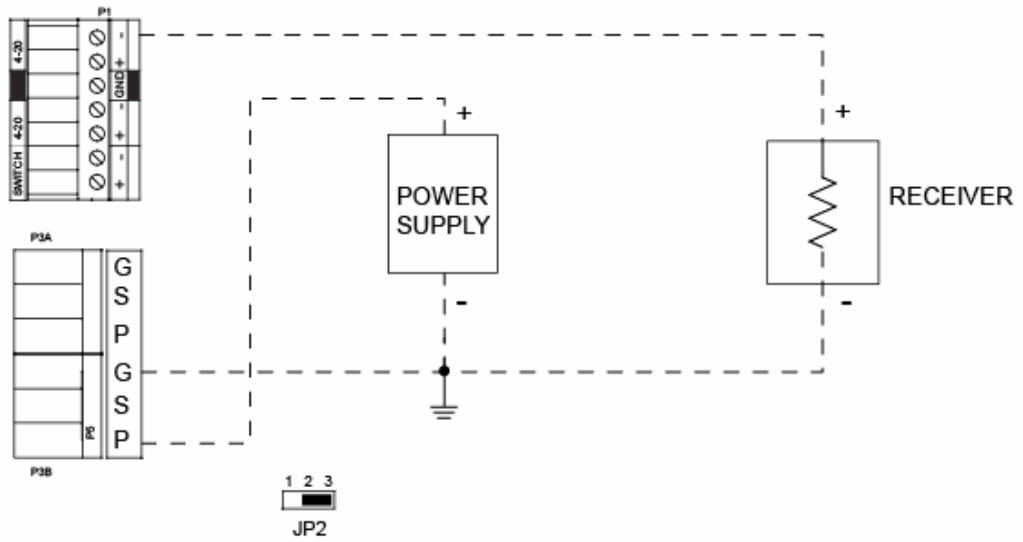 P1
4-20
4-20
SWITCH
-
+
GND
-
+
-
+
+
POWER
SUPPLY
-
+
RECEIVER
-
P3A
G
S
P
G
S
P
P5
P3B
1 2 3
JP2